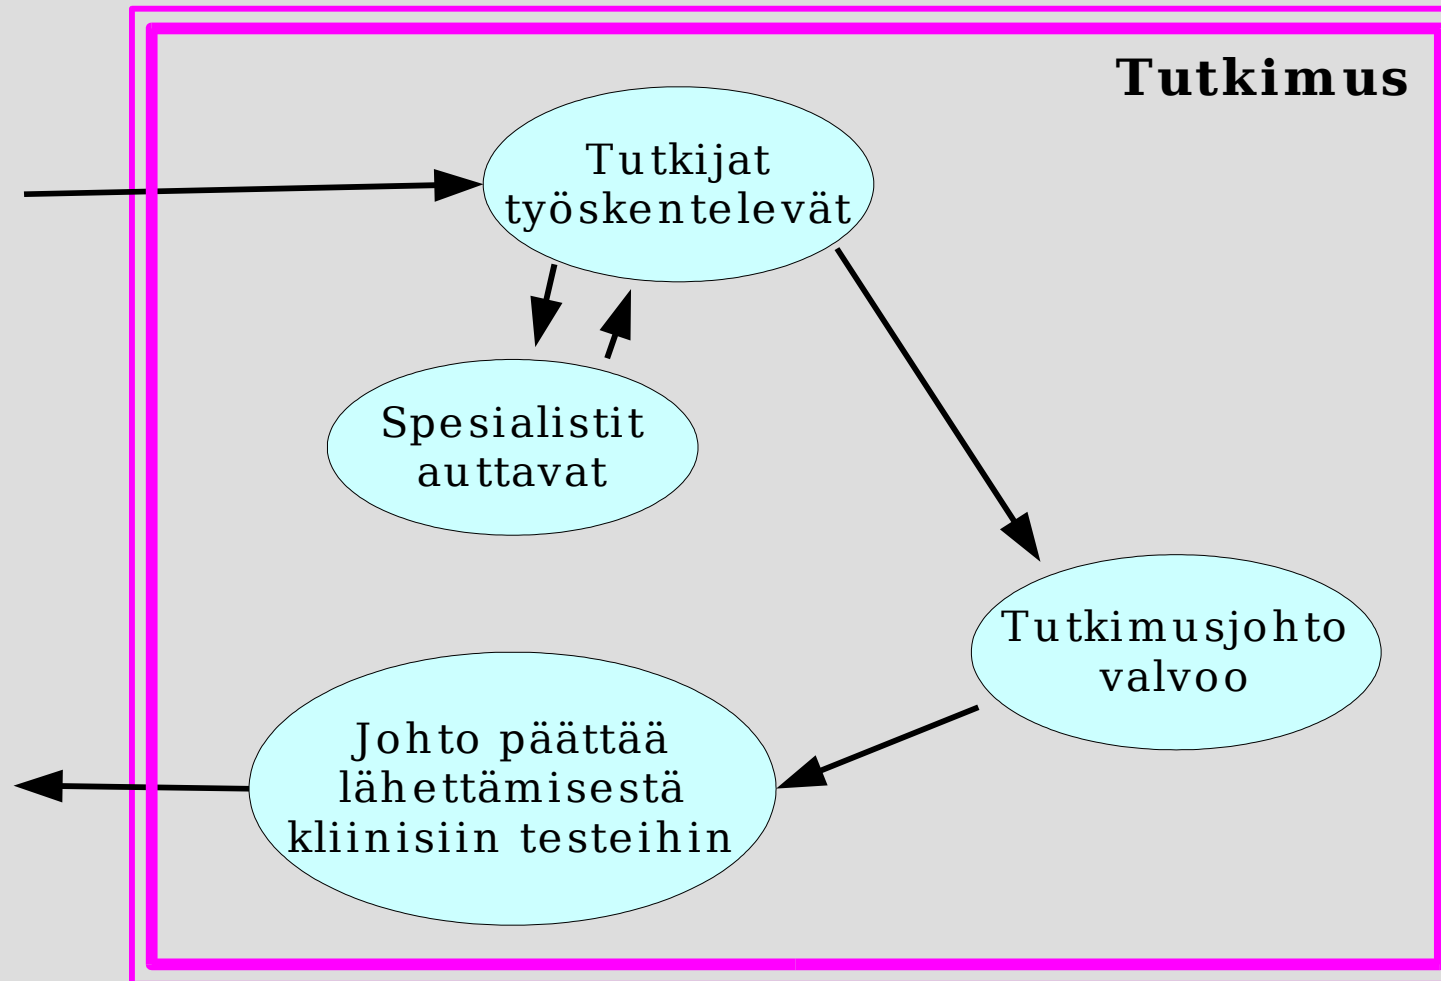 Tutkimus
Tutkijat
työskentelevät
Spesialistit
auttavat
Tutkimusjohto
valvoo
Johto päättää
lähettämisestä
kliinisiin testeihin